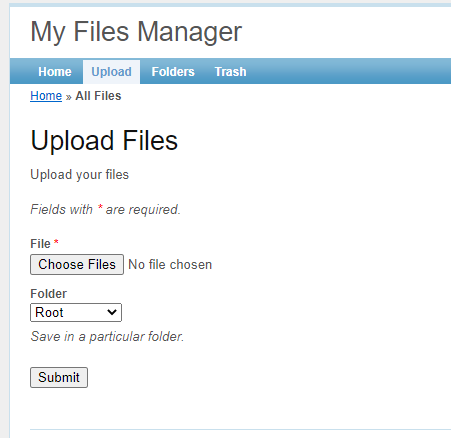 My Files Manager
Home Upload Folders Trash
Home » All Files
Upload Files
Upload your files
Fields with * are required.
File *
Choose Files No file chosen
Folder
Root
Save in a particular folder.
Submit